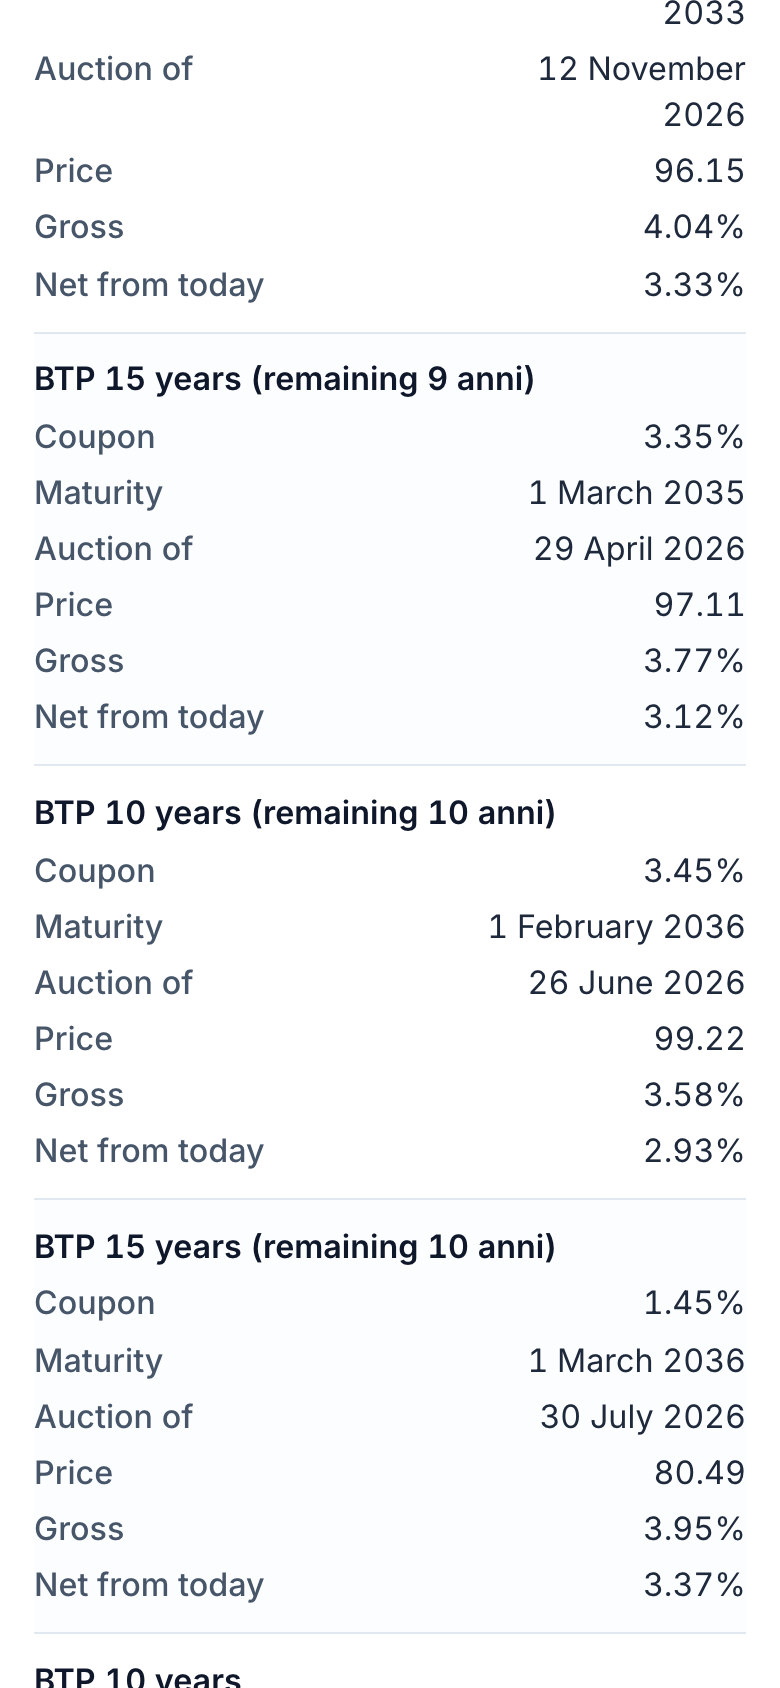 2033
Auction of 12 November
2026
Price 96.15
Gross 4.04%
Net from today 3.33%
BTP 15 years (remaining 9 anni)
Coupon 3.35%
Maturity 1 March 2035
Auction of 29 April 2026
Price 97.11
Gross 3.77%
Net from today 3.12%
BTP 10 years (remaining 10 anni)
Coupon 3.45%
Maturity 1 February 2036
Auction of 26 June 2026
Price 99.22
Gross 3.58%
Net from today 2.93%
BTP 15 years (remaining 10 anni)
Coupon 1.45%
Maturity 1 March 2036
Auction of 30 July 2026
Price 80.49
Gross 3.95%
Net from today 3.37%
BTP 10 years